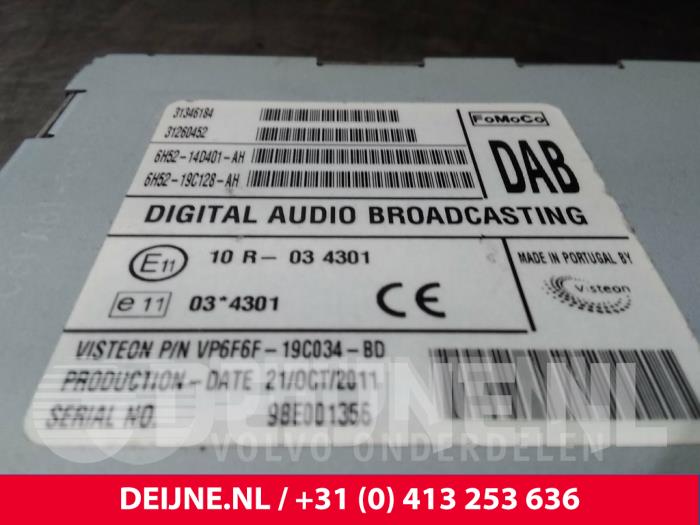 31346184
31260452
FoMoCo
6H52-14D401-AH
6H52-19C128-AH
DAB
DIGITAL AUDIO BROADCASTING
E11 10 R- 03 4301
MADE IN PORTUGAL BY
Visteon
e 11 03*4301 CE
VISTEON P/N VP6F6F-19C034-BD
PRODUCTION-DATE 21/OCT/2011
SERIAL NO. 98E001356
DEIJNE.NL
VOLVO ONDERDELEN
DEIJNE.NL / +31 (0) 413 253 636